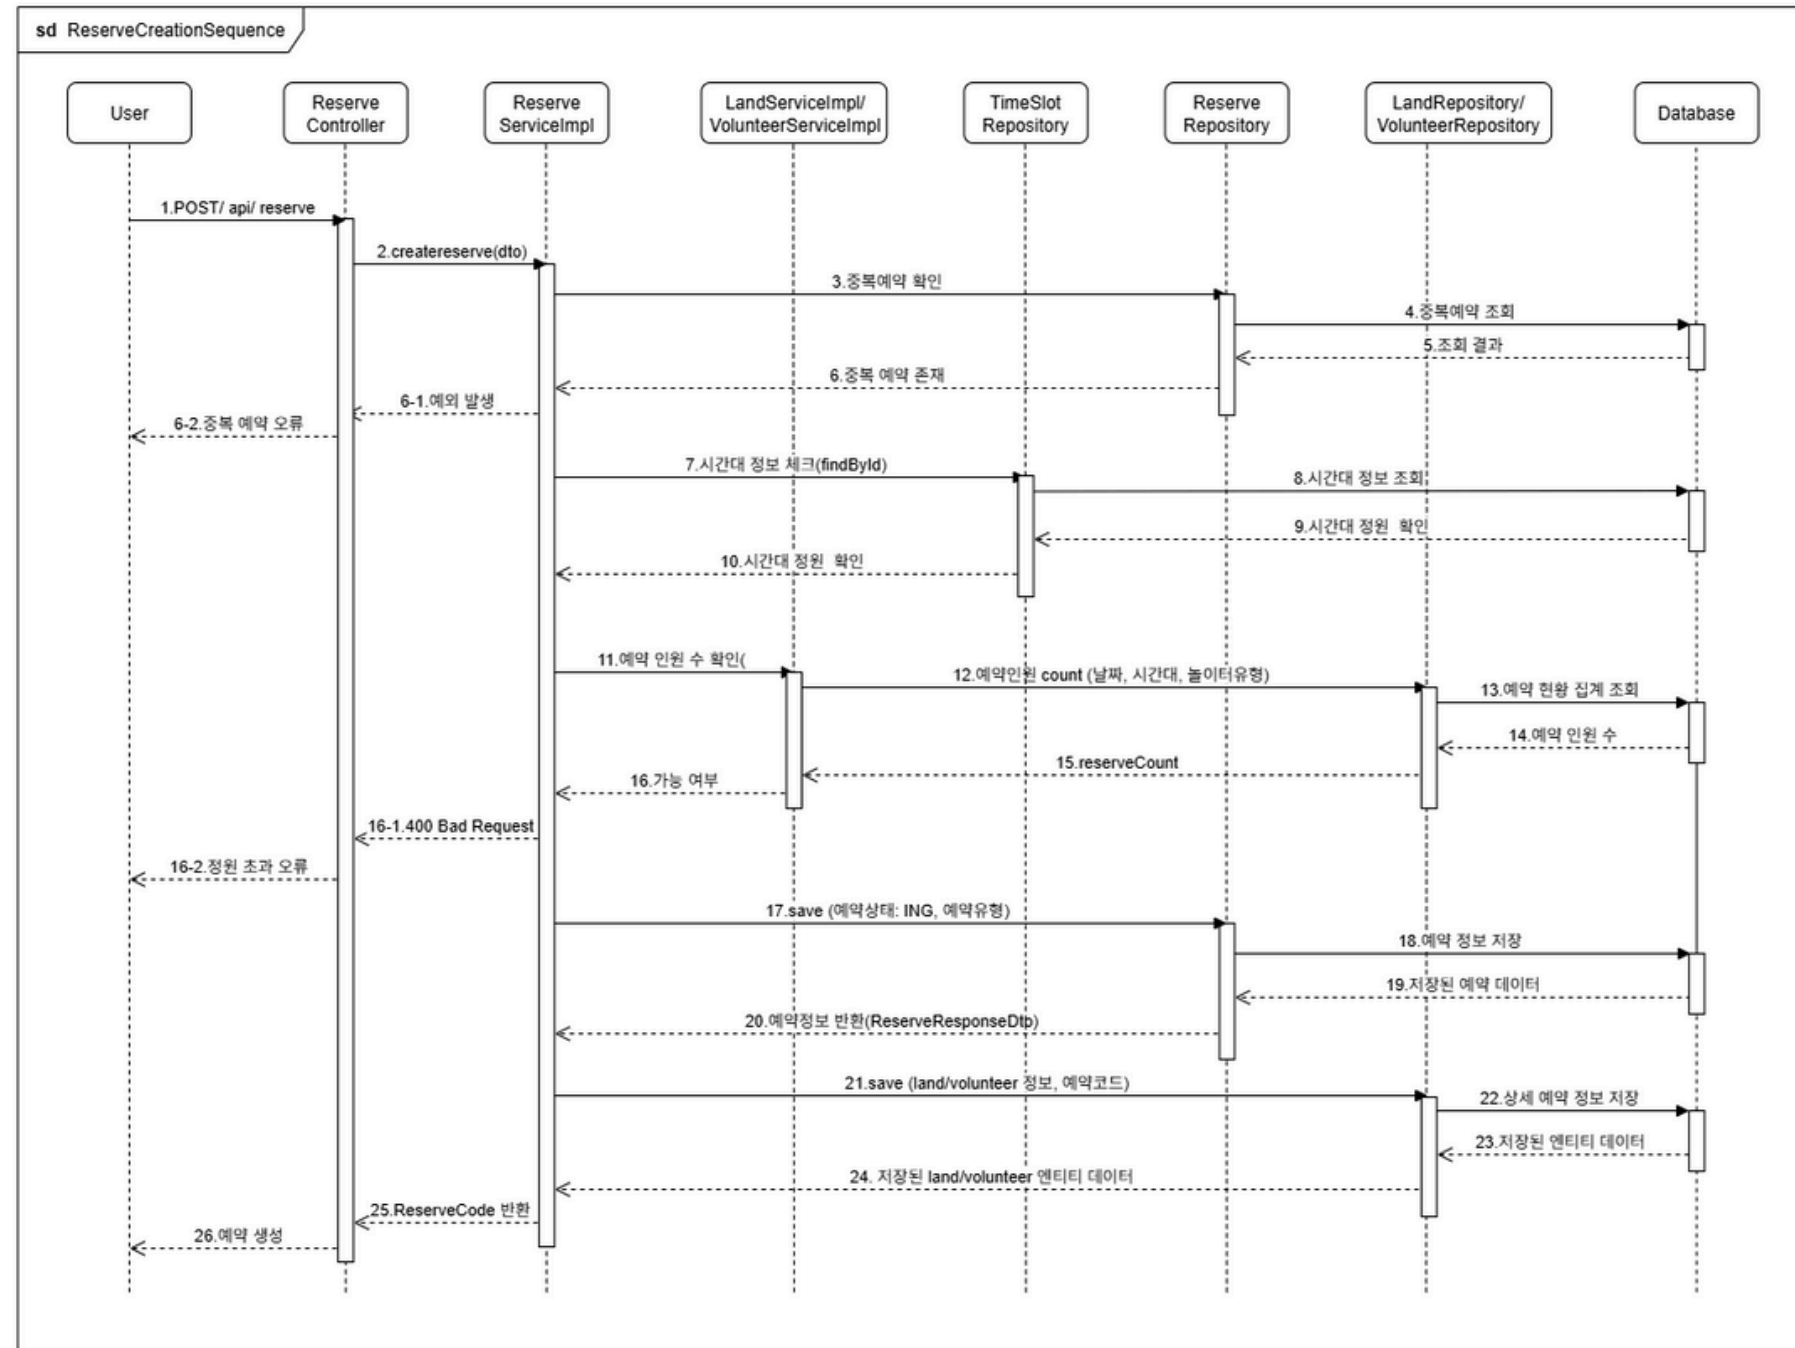 sd ReserveCreationSequence
User
Reserve
Controller
Reserve
ServiceImpl
LandServiceImpl/
VolunteerServiceImpl
TimeSlot
Repository
Reserve
Repository
LandRepository/
VolunteerRepository
Database
1.POST/ api/ reserve
2.createreserve(dto)
3.중복예약 확인
4.중복예약 조회
5.조회 결과
6.중복 예약 존재
6-1.예외 발생
6-2.중복 예약 오류
7.시간대 정보 체크(findById)
8.시간대 정보 조회
9.시간대 정원 확인
10.시간대 정원 확인
11.예약 인원 수 확인(
12.예약인원 count (날짜, 시간대, 놀이터유형)
13.예약 현황 집계 조회
14.예약 인원 수
15.reserveCount
16.가능 여부
16-1.400 Bad Request
16-2.정원 초과 오류
17.save (예약상태: ING, 예약유형)
18.예약 정보 저장
19.저장된 예약 데이터
20.예약정보 반환(ReserveResponseDto)
21.save (land/volunteer 정보, 예약코드)
22.상세 예약 정보 저장
23.저장된 엔티티 데이터
24. 저장된 land/volunteer 엔티티 데이터
25.ReserveCode 반환
26.예약 생성